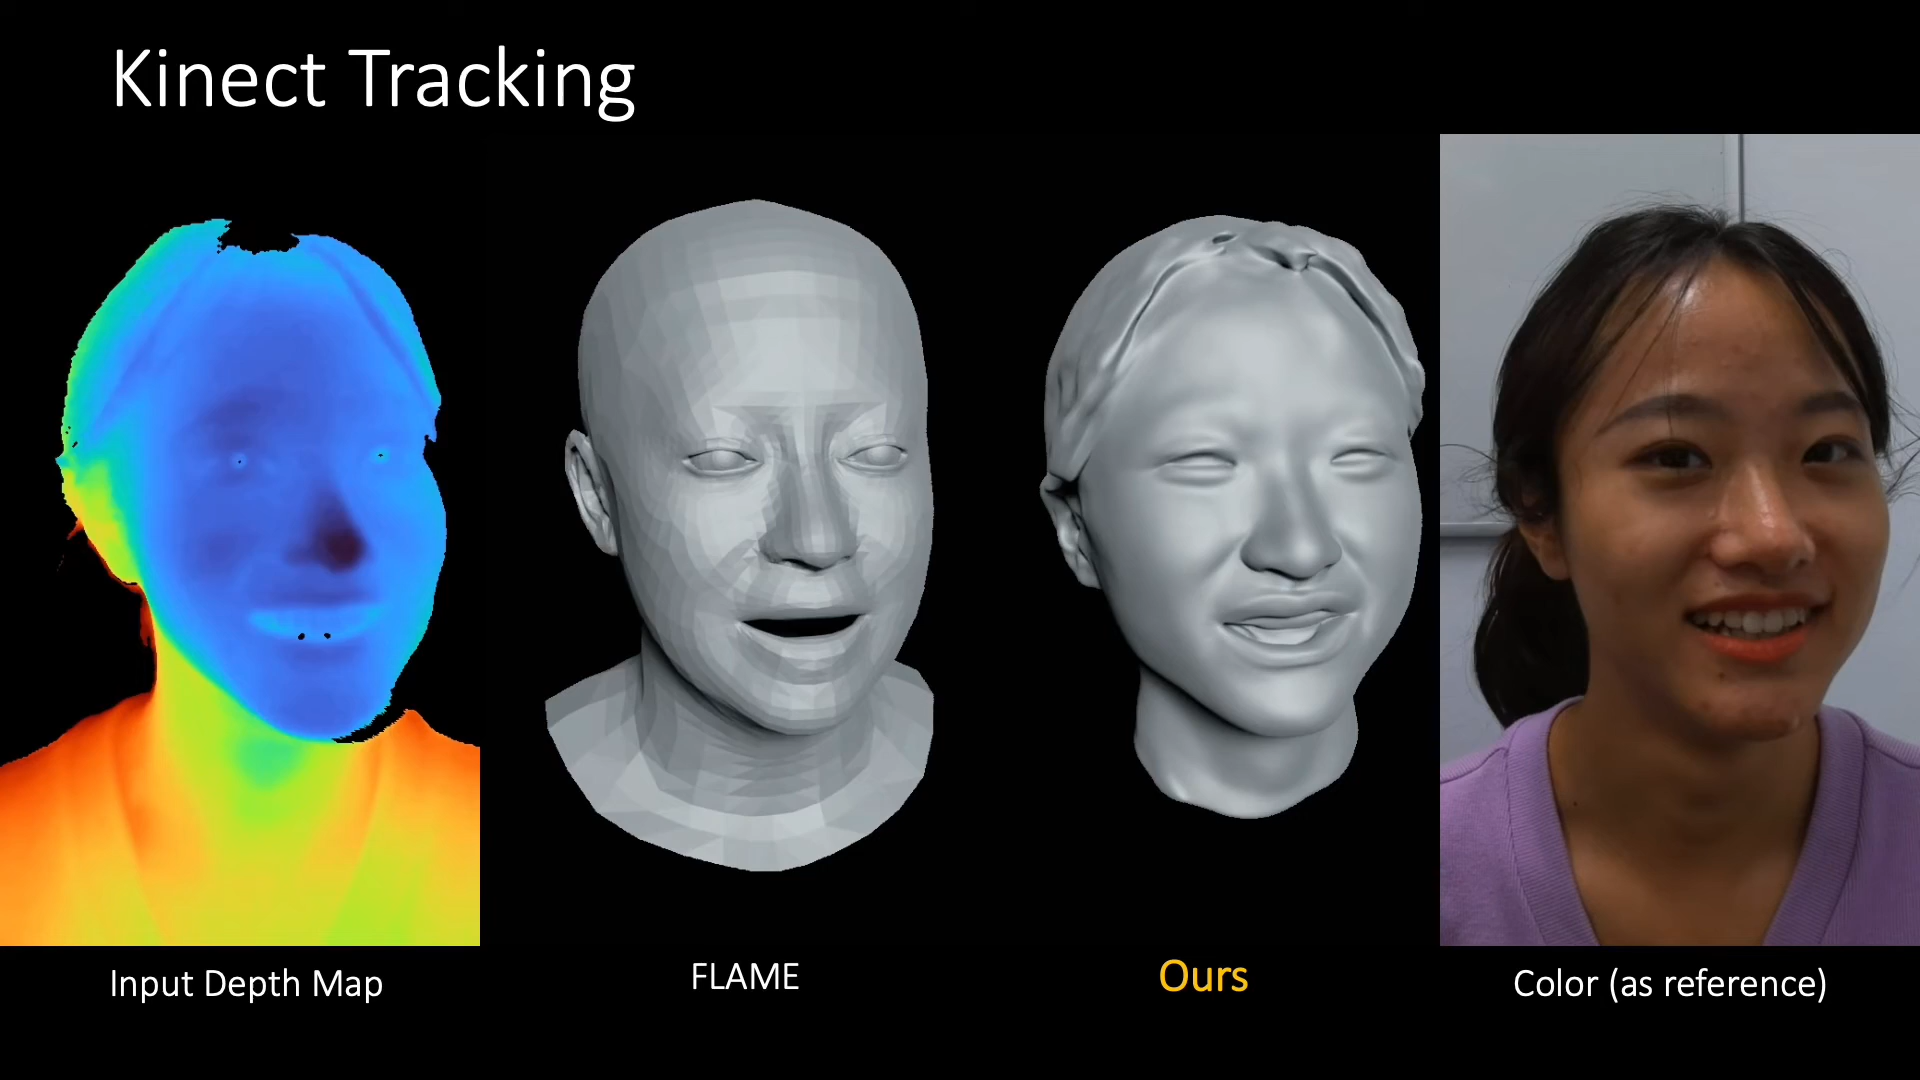 Kinect Tracking
Input Depth Map
FLAME
Ours
Color (as reference)